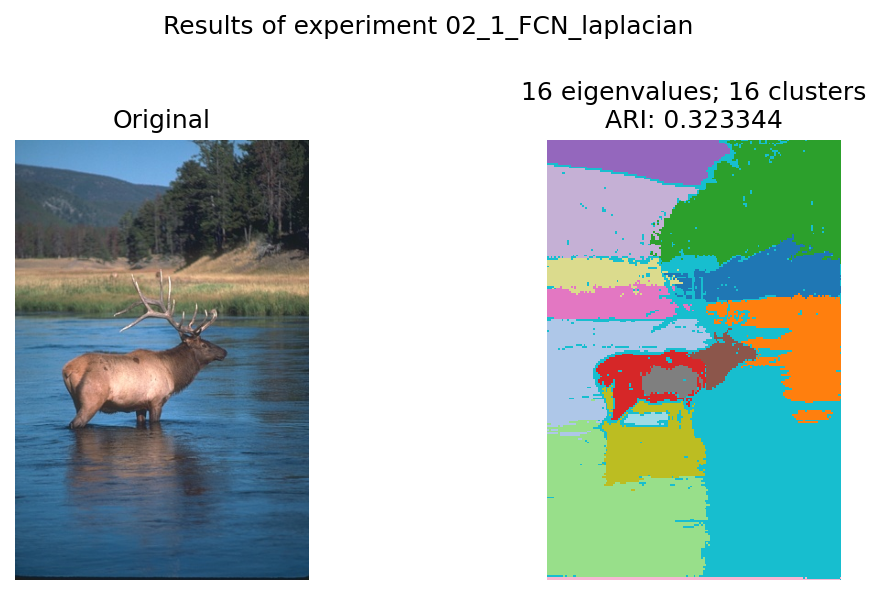 Results of experiment 02_1_FCN_laplacian
Original
16 eigenvalues; 16 clusters
ARI: 0.323344